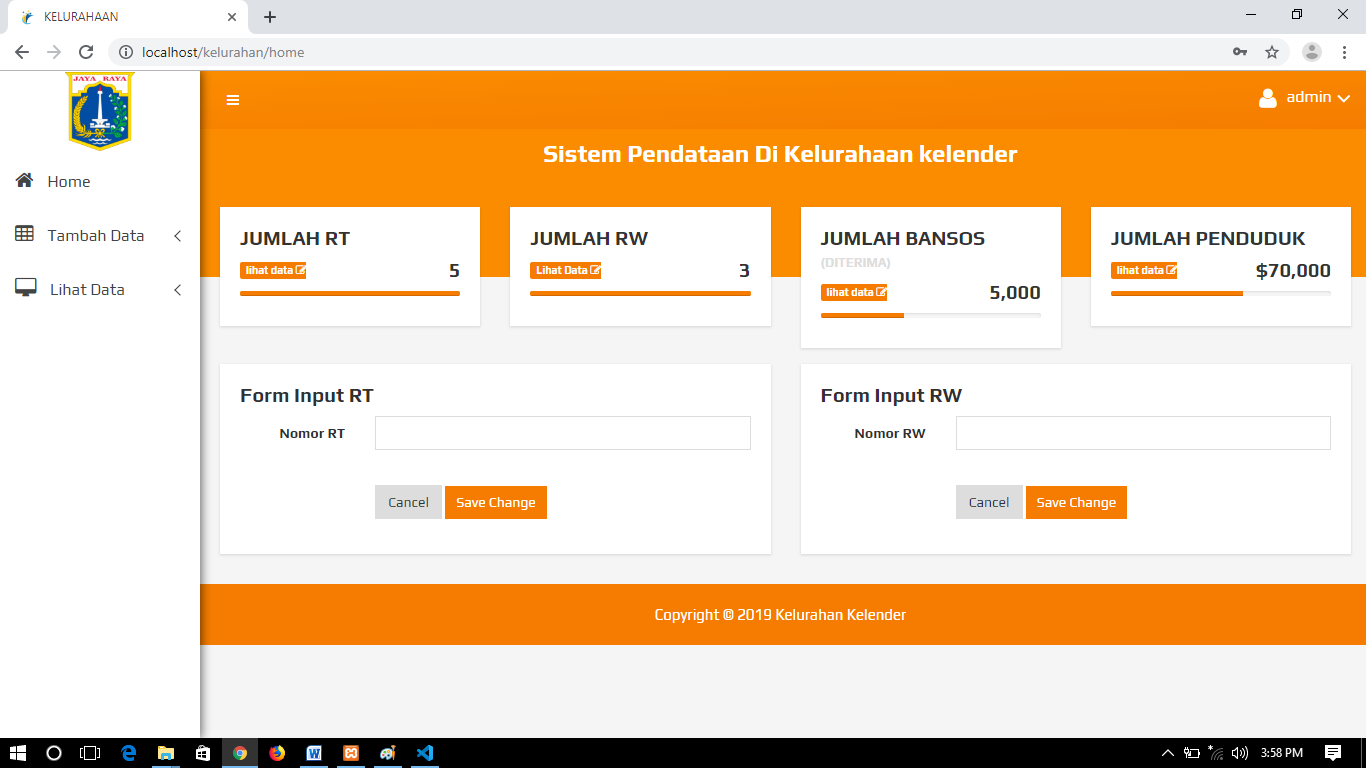 KELURAHAAN
localhost/kelurahan/home
JAYA RAYA
admin
Sistem Pendataan Di Kelurahaan kelender
Home
Tambah Data
Lihat Data
JUMLAH RT
lihat data
5
JUMLAH RW
Lihat Data
3
JUMLAH BANSOS
(DITERIMA)
lihat data
5,000
JUMLAH PENDUDUK
lihat data
$70,000
Form Input RT
Nomor RT
Cancel
Save Change
Form Input RW
Nomor RW
Cancel
Save Change
Copyright © 2019 Kelurahan Kelender
3:58 PM